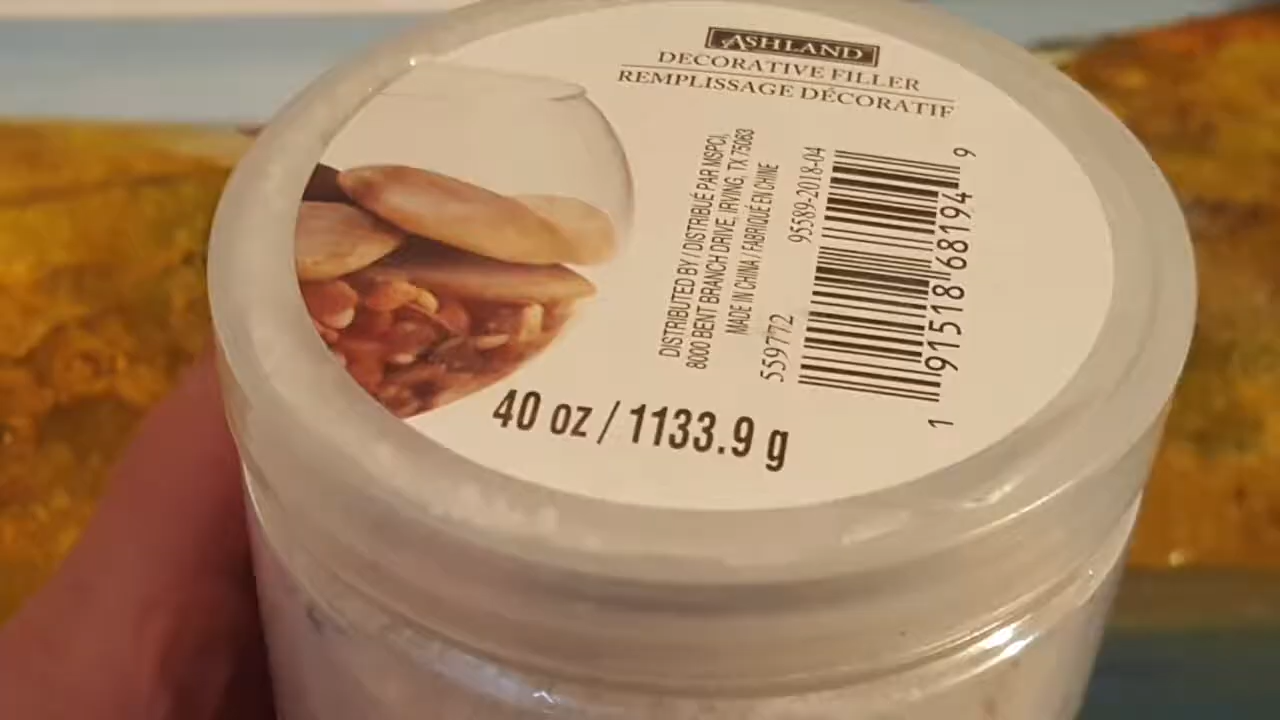 ASHLAND
DECORATIVE FILLER
REMPLISSAGE DÉCORATIF
DISTRIBUTED BY / DISTRIBUÉ PAR MSPCI,
8000 BENT BRANCH DRIVE, IRVING, TX 75063
MADE IN CHINA / FABRIQUÉ EN CHINE
559772
95589-2018-04
1 91518 68194 9
40 oz / 1133.9 g